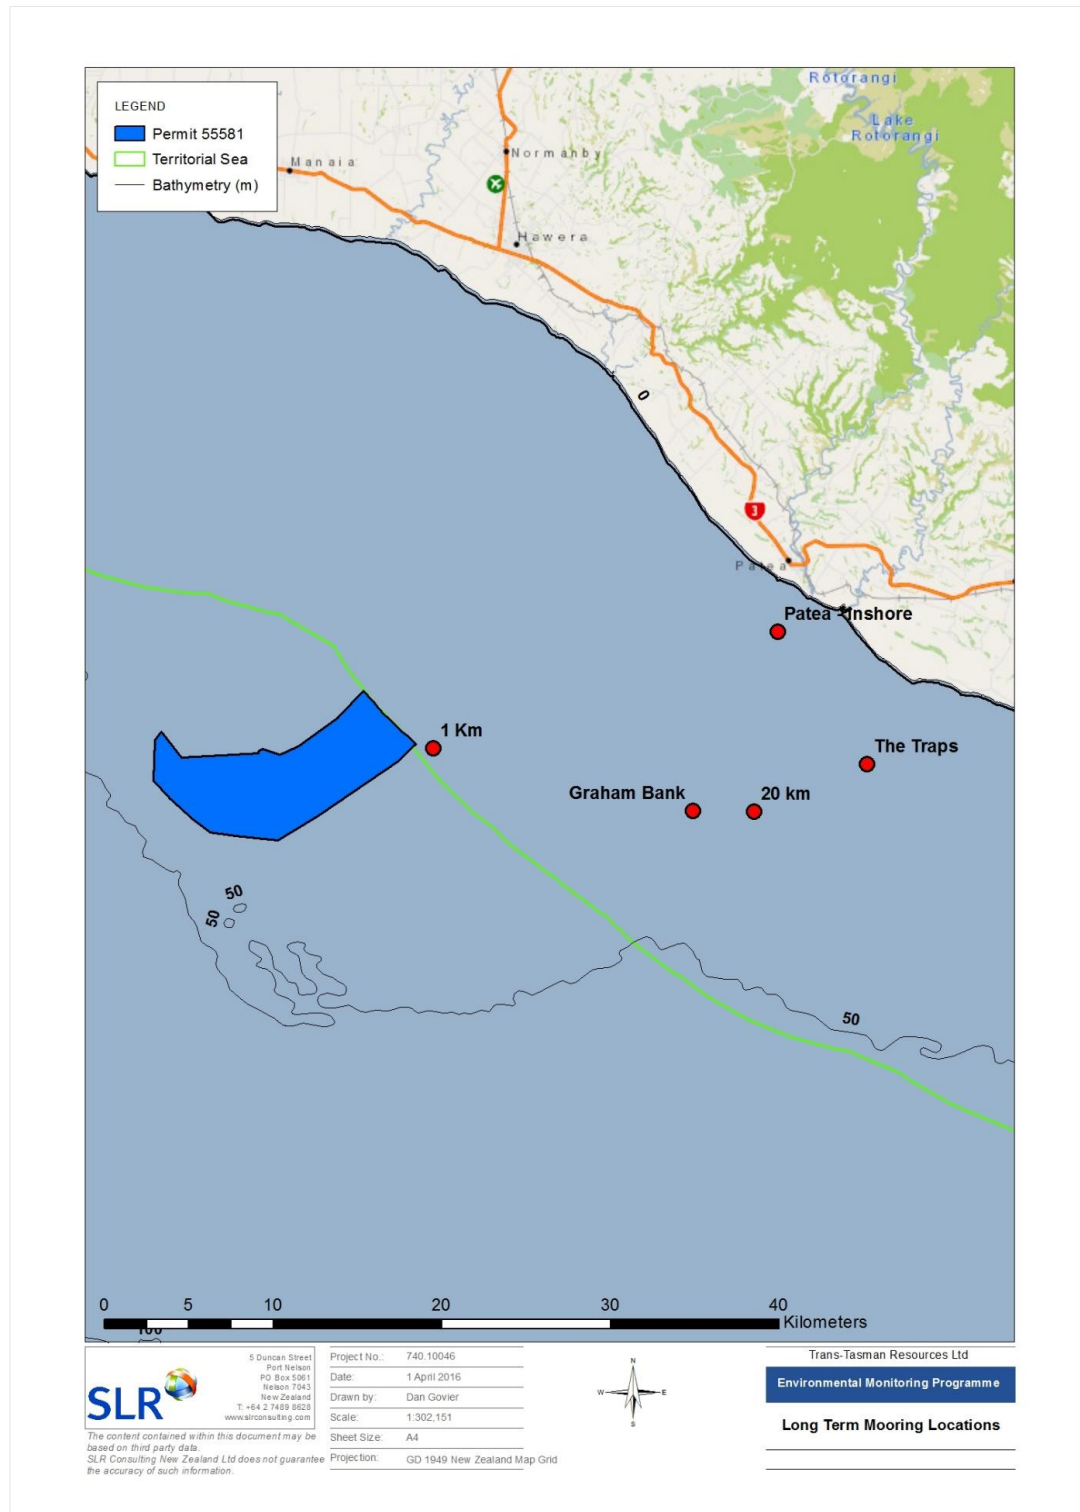 LEGEND
Permit 55581
Territorial Sea
Bathymetry (m)
Rotorangi
Lake
Rotorangi
Manaia
Normanby
Hawera
0
3
Patea
Patea - Inshore
1 Km
The Traps
Graham Bank
20 km
50
50
50
0 5 10 20 30 40
Kilometers
100
SLR
5 Duncan Street
Port Nelson
PO Box 5061
Nelson 7043
New Zealand
T: +64 2 7489 8628
www.slrconsulting.com
The content contained within this document may be
based on third party data.
SLR Consulting New Zealand Ltd does not guarantee
the accuracy of such information.
Project No.: 740.10046
Date: 1 April 2016
Drawn by: Dan Govier
Scale: 1:302,151
Sheet Size: A4
Projection: GD 1949 New Zealand Map Grid
N
W E
S
Trans-Tasman Resources Ltd
Environmental Monitoring Programme
Long Term Mooring Locations